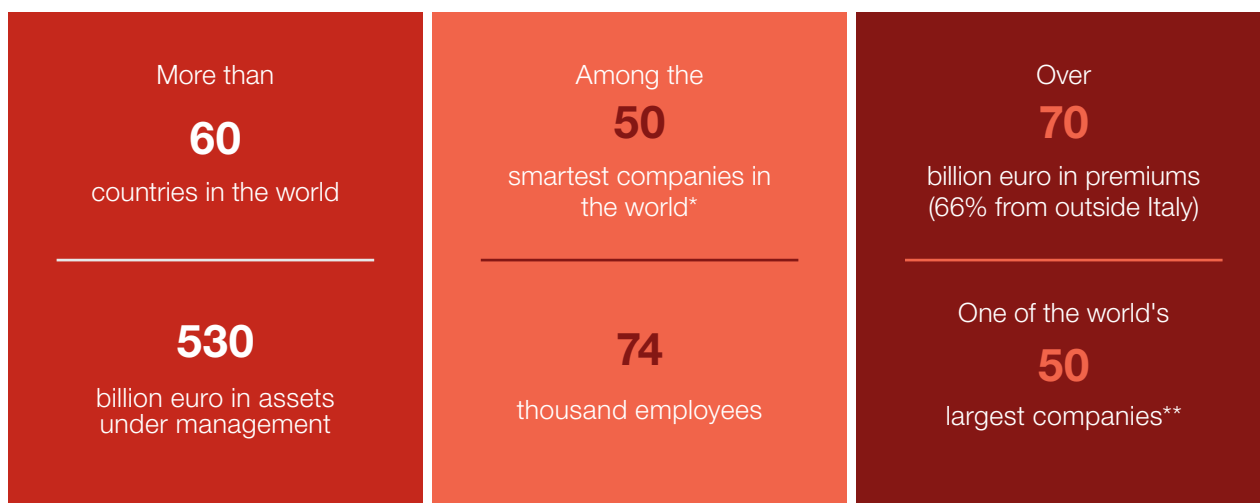 More than
60
countries in the world
530
billion euro in assets
under management
Among the
50
smartest companies in
the world*
74
thousand employees
Over
70
billion euro in premiums
(66% from outside Italy)
One of the world's
50
largest companies**